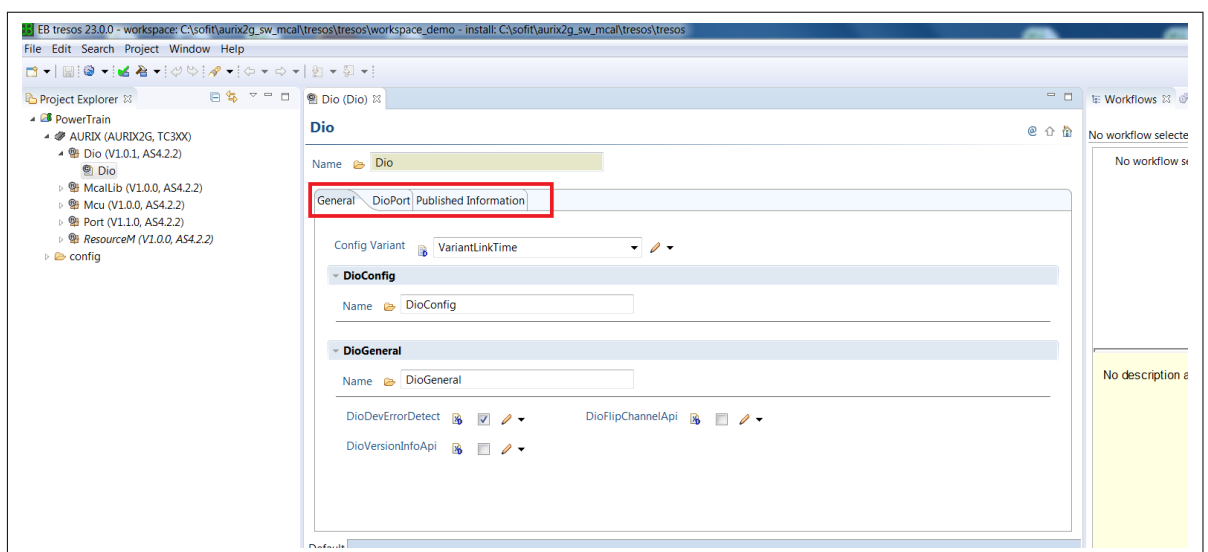 EB tresos 23.0.0 - workspace: C:\sofit\aurix2g_sw_mcal\tresos\tresos\workspace_demo - install: C:\sofit\aurix2g_sw_mcal\tresos\tresos
File Edit Search Project Window Help
Project Explorer
PowerTrain
AURIX (AURIX2G, TC3XX)
Dio (V1.0.1, AS4.2.2)
Dio
McalLib (V1.0.0, AS4.2.2)
Mcu (V1.0.0, AS4.2.2)
Port (V1.1.0, AS4.2.2)
ResourceM (V1.0.0, AS4.2.2)
config
Dio (Dio)
Dio
Name Dio
General DioPort Published Information
Config Variant VariantLinkTime
DioConfig
Name DioConfig
DioGeneral
Name DioGeneral
DioDevErrorDetect DioFlipChannelApi
DioVersionInfoApi
Default
Workflows
No workflow selecte
No workflow se
No description a